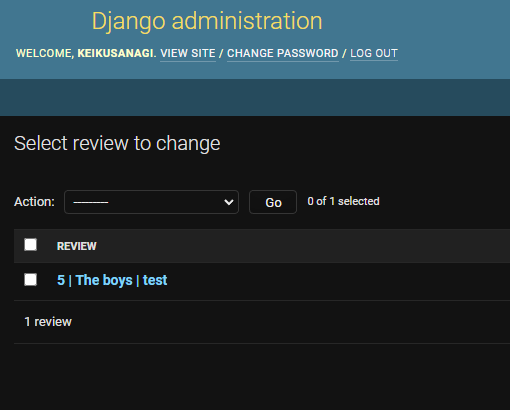 Django administration
WELCOME, KEIKUSANAGI. VIEW SITE / CHANGE PASSWORD / LOG OUT
Select review to change
Action: --------- Go 0 of 1 selected
REVIEW
5 | The boys | test
1 review